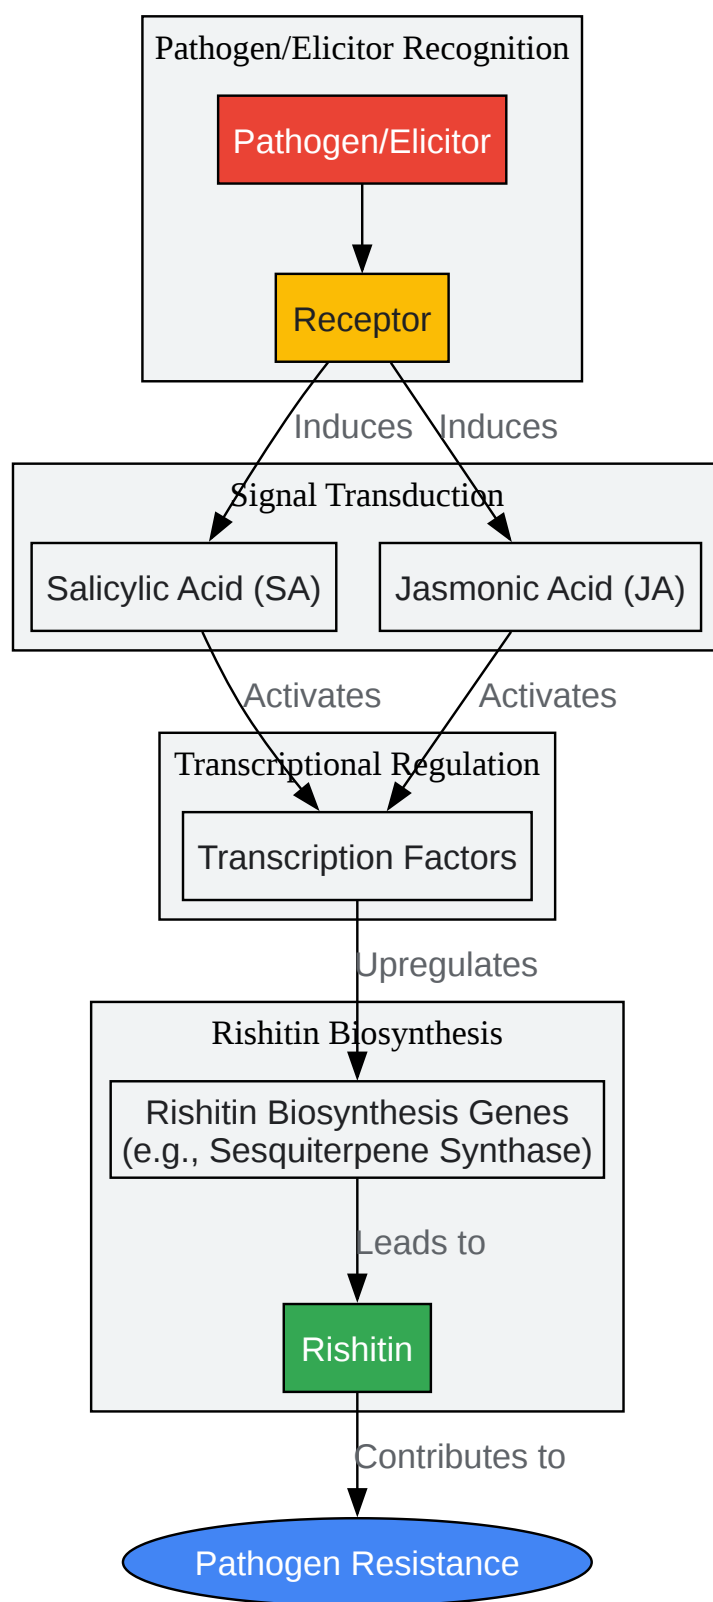 Pathogen/Elicitor Recognition
Pathogen/Elicitor
Receptor
Induces
Induces
Signal Transduction
Salicylic Acid (SA)
Jasmonic Acid (JA)
Activates
Activates
Transcriptional Regulation
Transcription Factors
Upregulates
Rishitin Biosynthesis
Rishitin Biosynthesis Genes
(e.g., Sesquiterpene Synthase)
Leads to
Rishitin
Contributes to
Pathogen Resistance